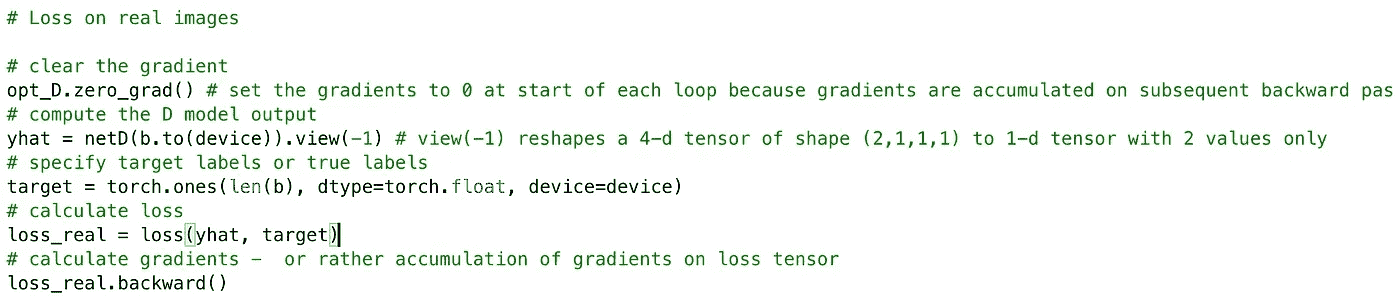 # Loss on real images
# clear the gradient
opt_D.zero_grad() # set the gradients to 0 at start of each loop because gradients are accumulated on subsequent backward pas
# compute the D model output
yhat = netD(b.to(device)).view(-1) # view(-1) reshapes a 4-d tensor of shape (2,1,1,1) to 1-d tensor with 2 values only
# specify target labels or true labels
target = torch.ones(len(b), dtype=torch.float, device=device)
# calculate loss
loss_real = loss(yhat, target)
# calculate gradients -  or rather accumulation of gradients on loss tensor
loss_real.backward()